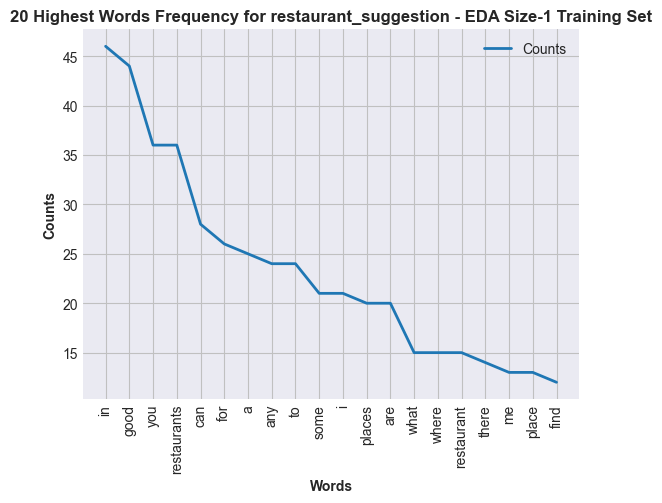 20 Highest Words Frequency for restaurant_suggestion - EDA Size-1 Training Set
Counts
45
40
35
30
25
20
15
Counts
in
good
you
restaurants
can
for
a
any
to
some
i
places
are
what
where
restaurant
there
me
place
find
Words